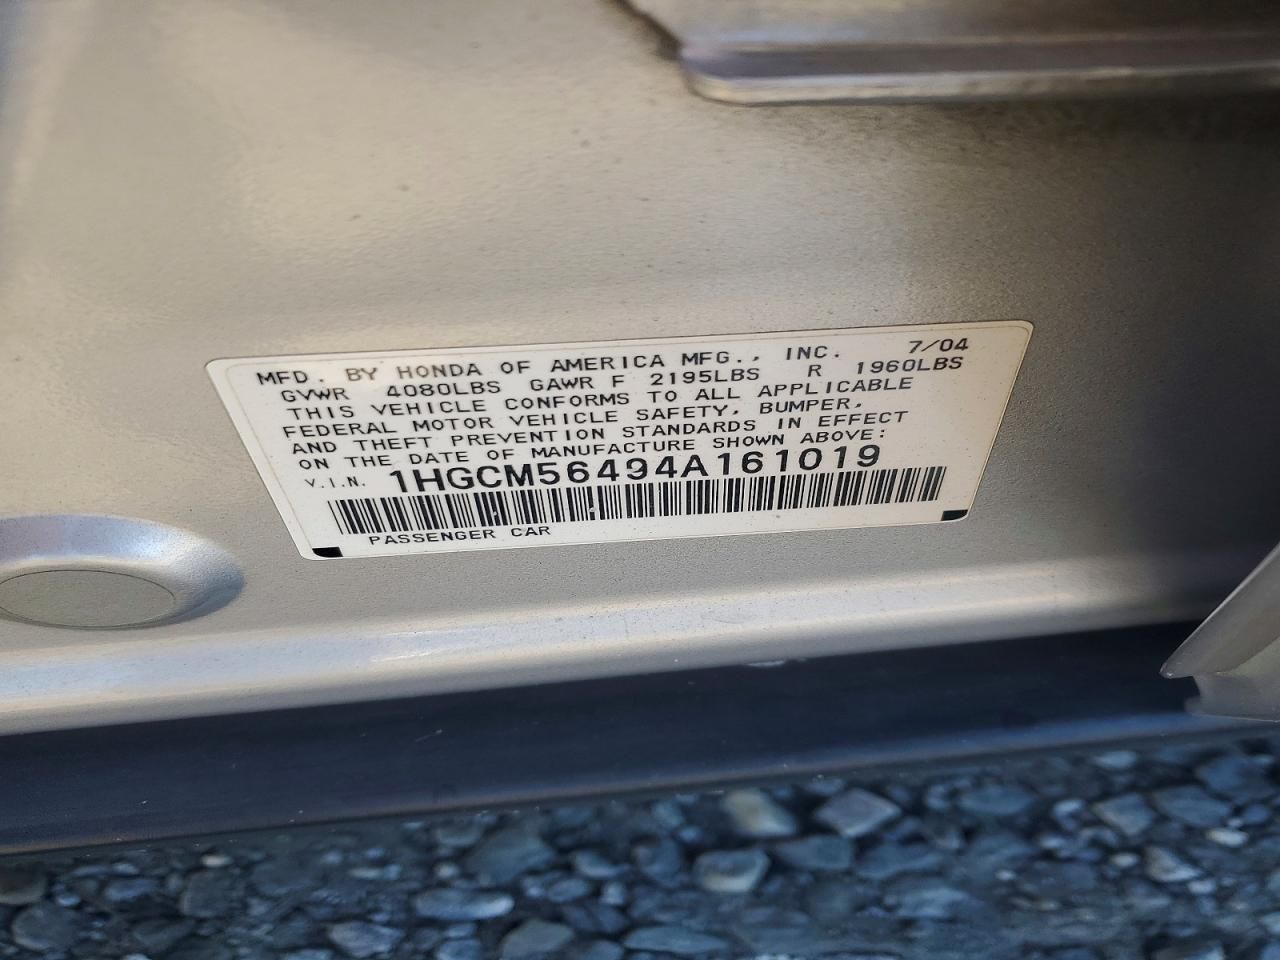 MFD. BY HONDA OF AMERICA MFG., INC. 7/04
GVWR 4080LBS GAWR F 2195LBS R 1960LBS
THIS VEHICLE CONFORMS TO ALL APPLICABLE
FEDERAL MOTOR VEHICLE SAFETY, BUMPER,
AND THEFT PREVENTION STANDARDS IN EFFECT
ON THE DATE OF MANUFACTURE SHOWN ABOVE:
V.I.N. 1HGCM56494A161019
PASSENGER CAR